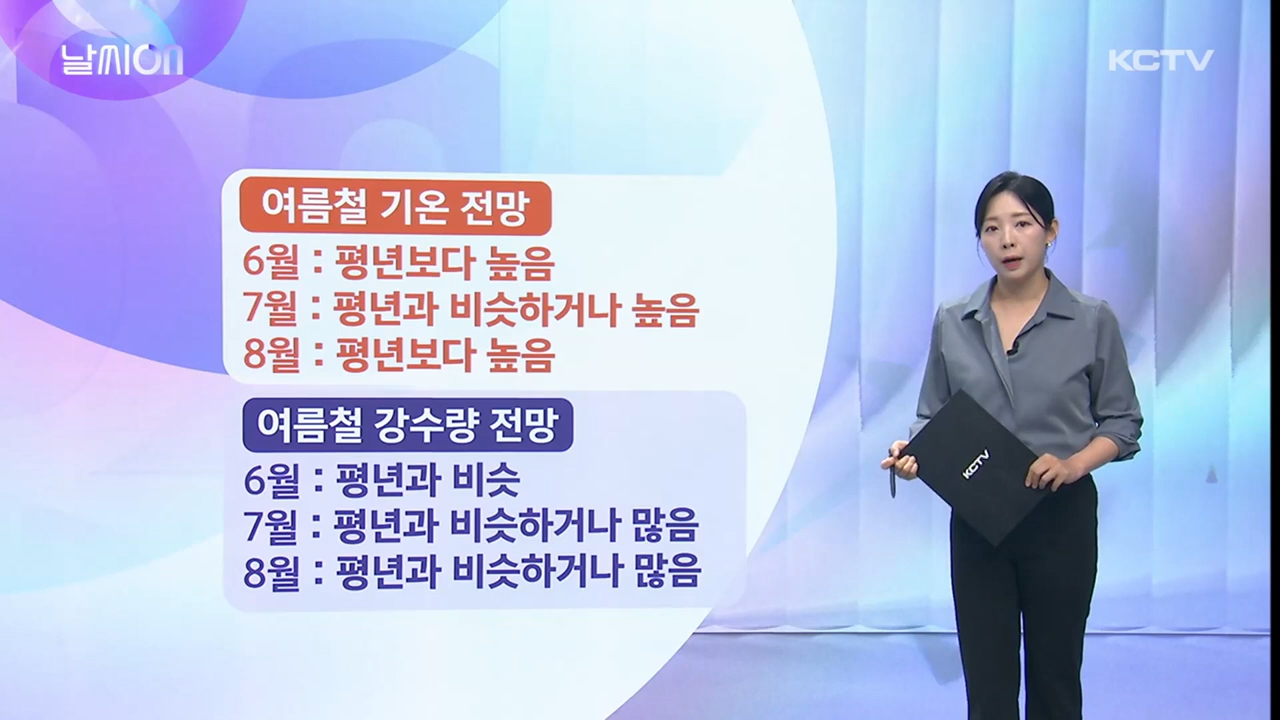 날씨on
KCTV
여름철 기온 전망
6월 : 평년보다 높음
7월 : 평년과 비슷하거나 높음
8월 : 평년보다 높음
여름철 강수량 전망
6월 : 평년과 비슷
7월 : 평년과 비슷하거나 많음
8월 : 평년과 비슷하거나 많음
KCTV